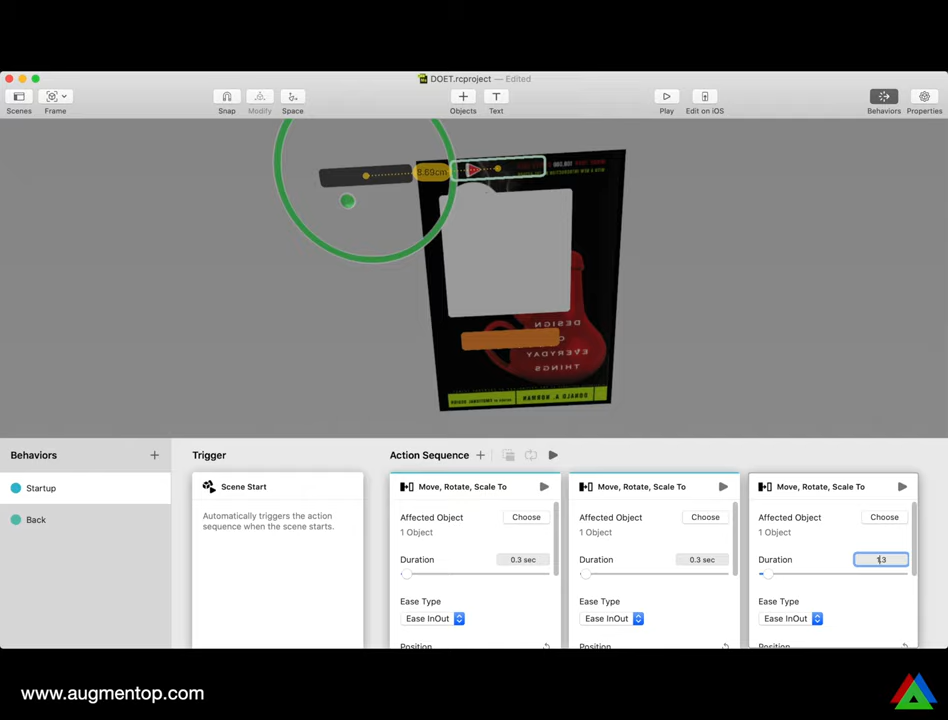 DOET.rcproject — Edited
Scenes
Frame
Snap
Modify
Space
Objects
Text
Play
Edit on iOS
Behaviors
Properties
8.69cm
DESIGN
EVERYDAY
THINGS
DONALD A. NORMAN
Behaviors
Startup
Back
Trigger
Scene Start
Automatically triggers the action
sequence when the scene starts.
Action Sequence
Move, Rotate, Scale To
Affected Object
Choose
1 Object
Duration
0.3 sec
Ease Type
Ease InOut
Position
Move, Rotate, Scale To
Affected Object
Choose
1 Object
Duration
0.3 sec
Ease Type
Ease InOut
Position
Move, Rotate, Scale To
Affected Object
Choose
1 Object
Duration
Ease Type
Ease InOut
Position
www.augmentop.com